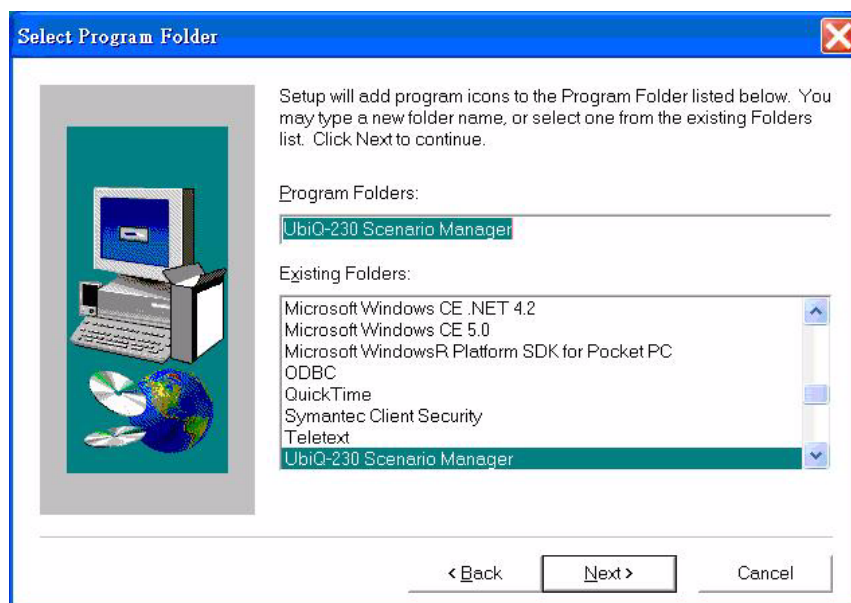 Select Program Folder
Setup will add program icons to the Program Folder listed below. You
may type a new folder name, or select one from the existing Folders
list. Click Next to continue.
Program Folders:
UbiQ-230 Scenario Manager
Existing Folders:
Microsoft Windows CE .NET 4.2
Microsoft Windows CE 5.0
Microsoft WindowsR Platform SDK for Pocket PC
ODBC
QuickTime
Symantec Client Security
Teletext
UbiQ-230 Scenario Manager
< Back
Next >
Cancel